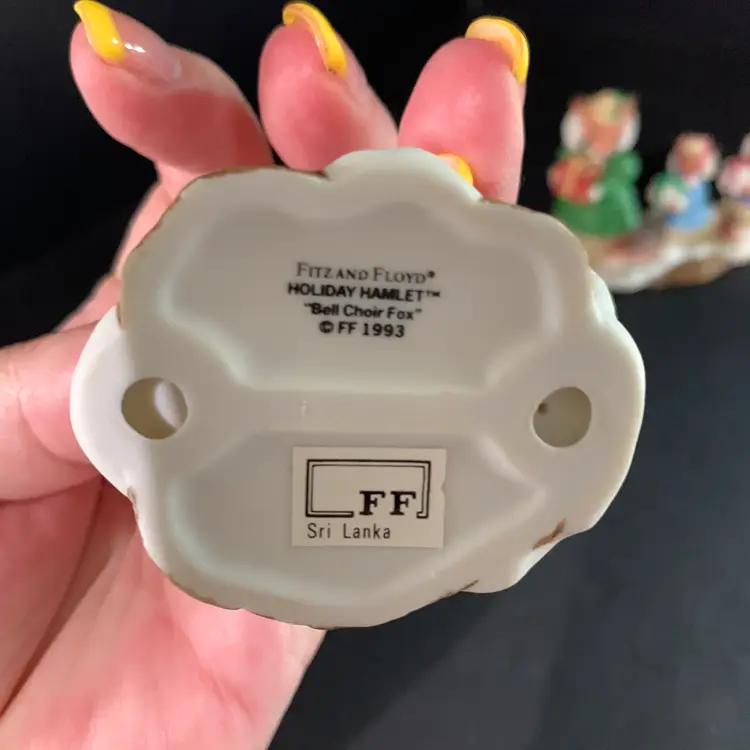 FITZ AND FLOYD®
HOLIDAY HAMLET™
"Bell Choir Fox"
© FF 1993
FF
Sri Lanka